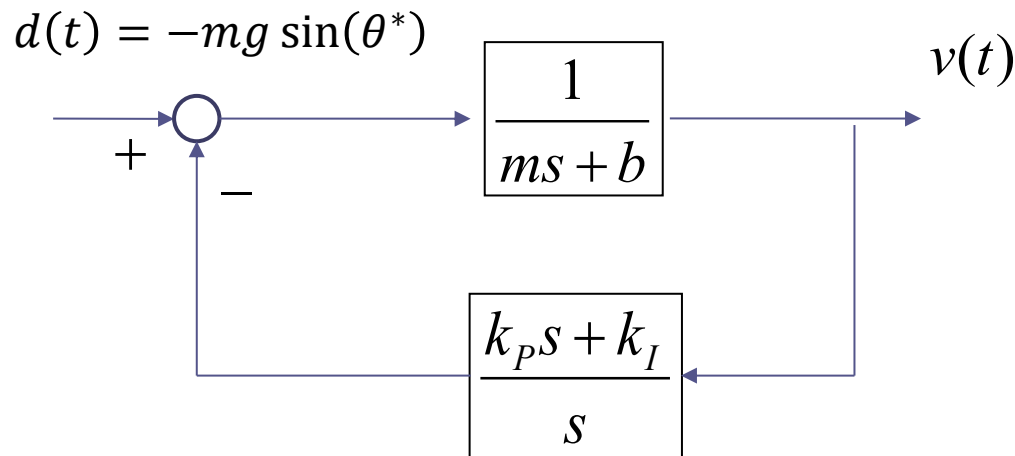 d(t) = −mg sin(θ*)
v(t)
1
ms + b
+
−
k_P s + k_I
s